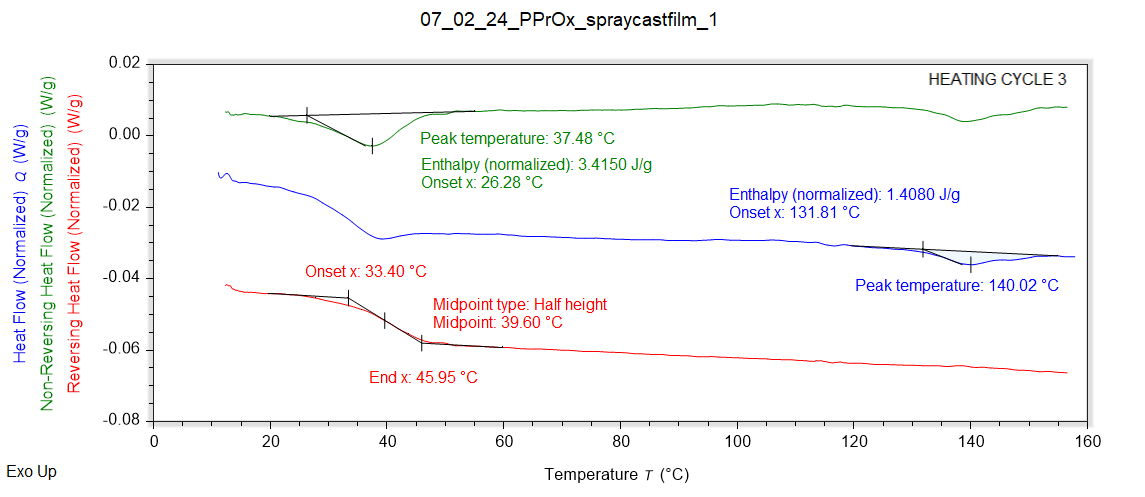 07_02_24_PPrOx_spraycastfilm_1
HEATING CYCLE 3
Heat Flow (Normalized) Q (W/g)
Non-Reversing Heat Flow (Normalized) (W/g)
Reversing Heat Flow (Normalized) (W/g)
0.02
0.00
-0.02
-0.04
-0.06
-0.08
Peak temperature: 37.48 °C
Enthalpy (normalized): 3.4150 J/g
Onset x: 26.28 °C
Enthalpy (normalized): 1.4080 J/g
Onset x: 131.81 °C
Peak temperature: 140.02 °C
Onset x: 33.40 °C
Midpoint type: Half height
Midpoint: 39.60 °C
End x: 45.95 °C
0 20 40 60 80 100 120 140 160
Exo Up
Temperature T (°C)